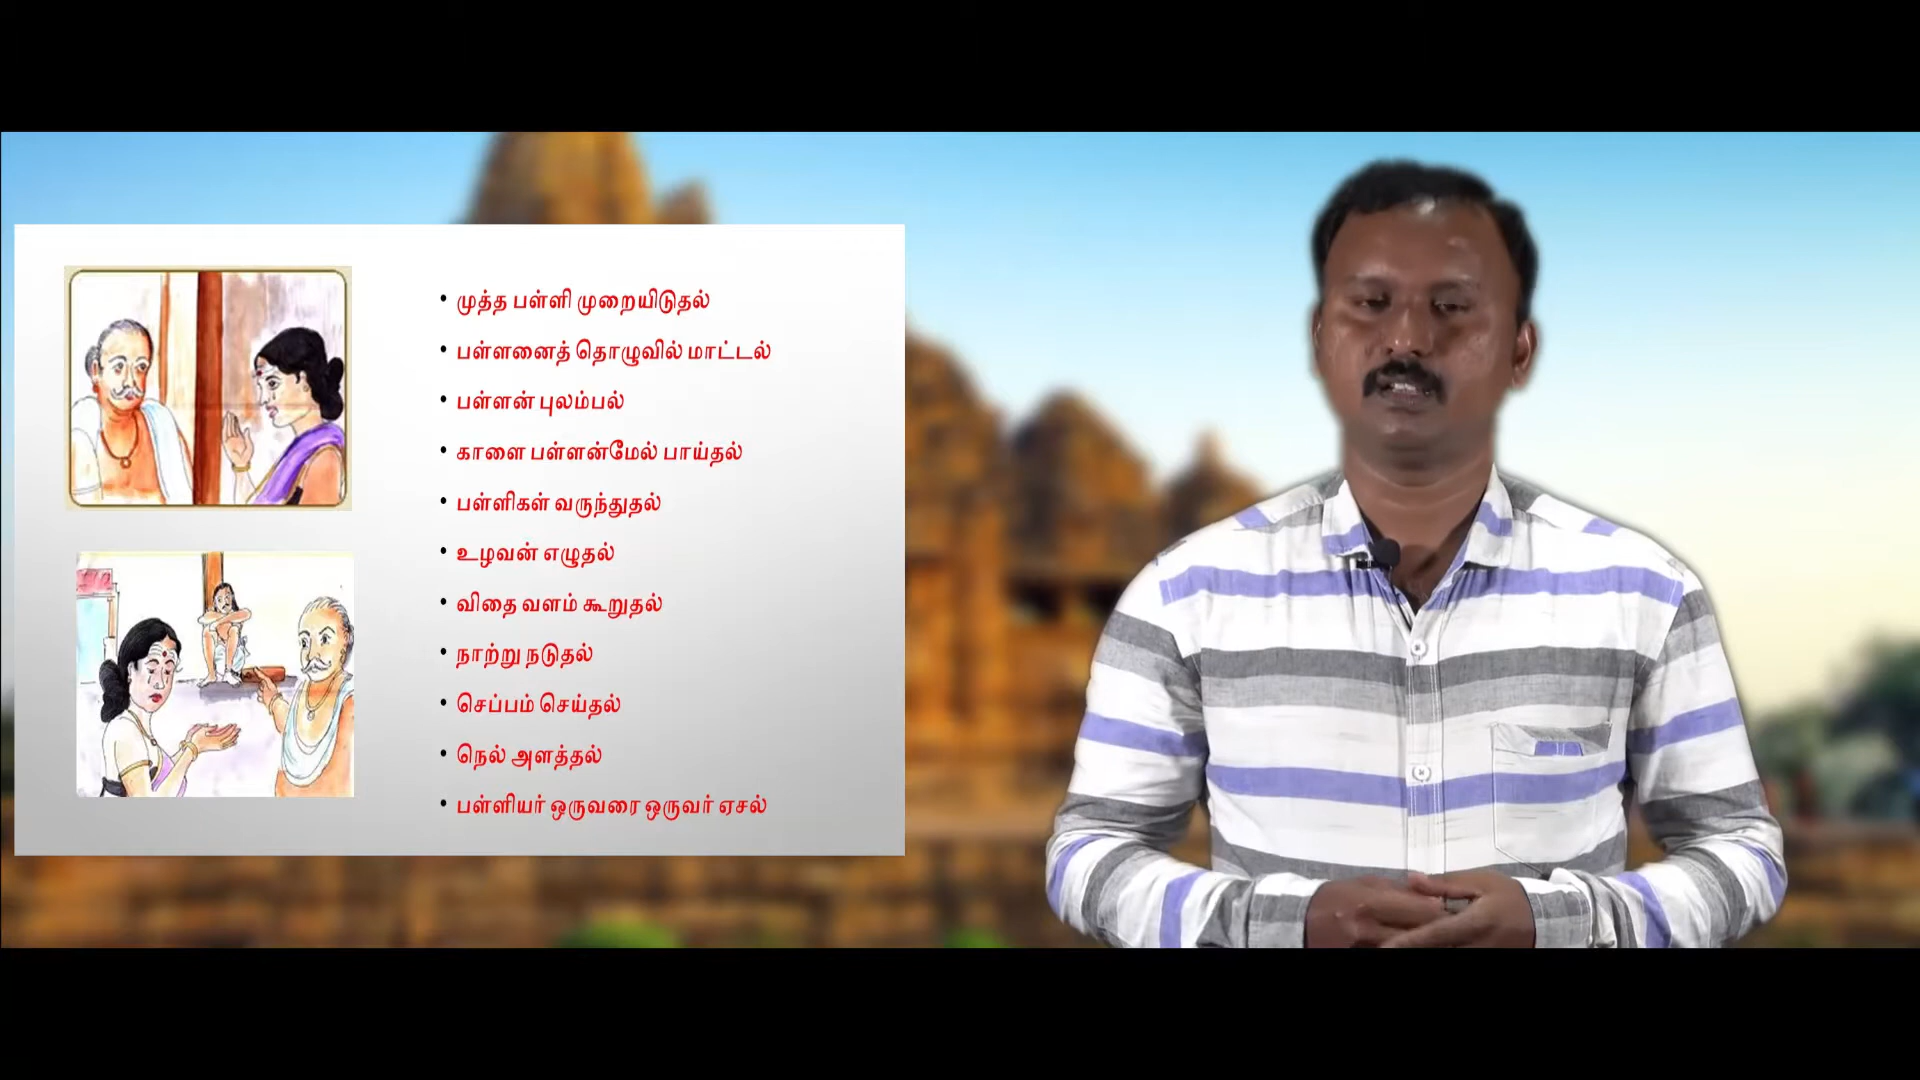 • முத்த பள்ளி முறையிடுதல்
• பள்ளனைத் தொழுவில் மாட்டல்
• பள்ளன் புலம்பல்
• காளை பள்ளன்மேல் பாய்தல்
• பள்ளிகள் வருந்துதல்
• உழவன் எழுதல்
• விதை வளம் கூறுதல்
• நாற்று நடுதல்
• செப்பம் செய்தல்
• நெல் அளத்தல்
• பள்ளியர் ஒருவரை ஒருவர் ஏசல்